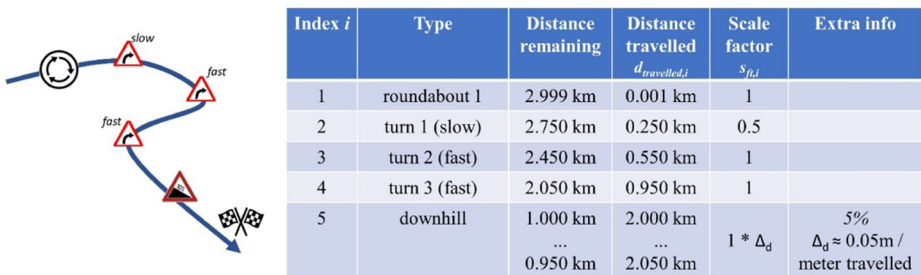 slow
fast
fast
Index i Type Distance remaining Distance travelled d_travelled,i Scale factor s_ft,i Extra info
1 roundabout 1 2.999 km 0.001 km 1
2 turn 1 (slow) 2.750 km 0.250 km 0.5
3 turn 2 (fast) 2.450 km 0.550 km 1
4 turn 3 (fast) 2.050 km 0.950 km 1
5 downhill 1.000 km 2.000 km 5%
... ... 1 * Δd Δd ≈ 0.05m /
0.950 km 2.050 km meter travelled